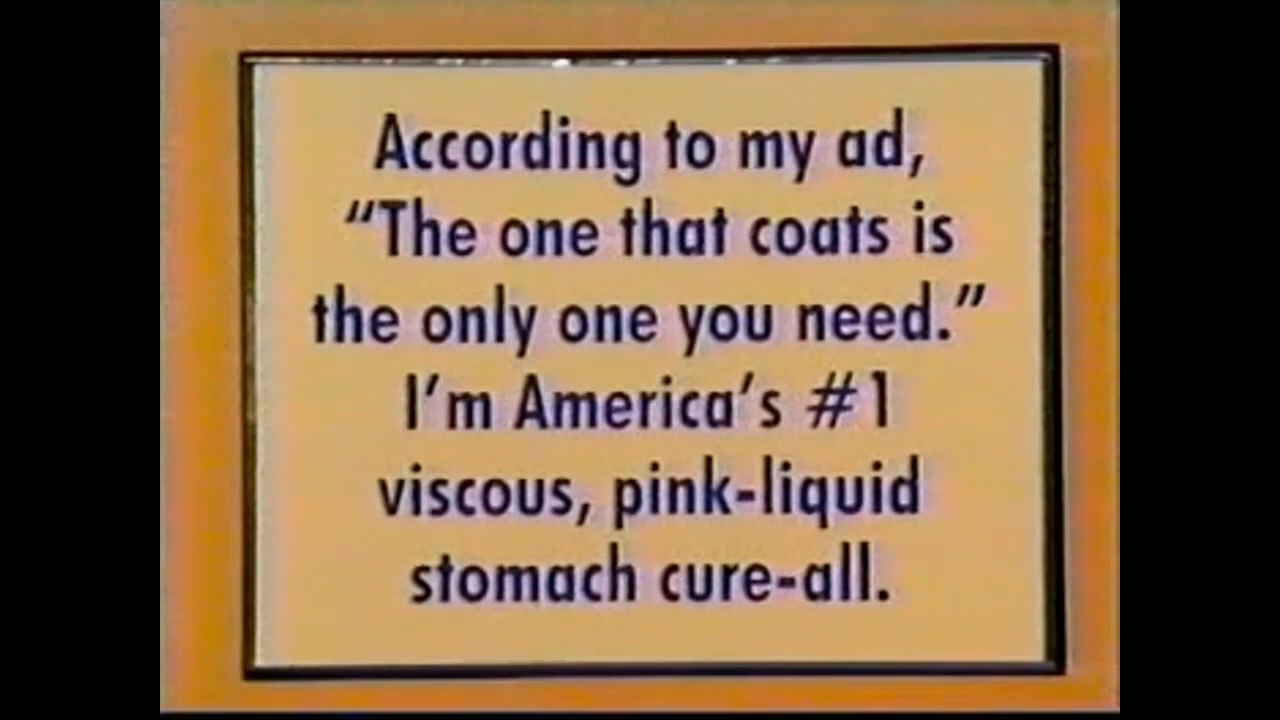 According to my ad,
“The one that coats is
the only one you need.”
I’m America’s #1
viscous, pink-liquid
stomach cure-all.